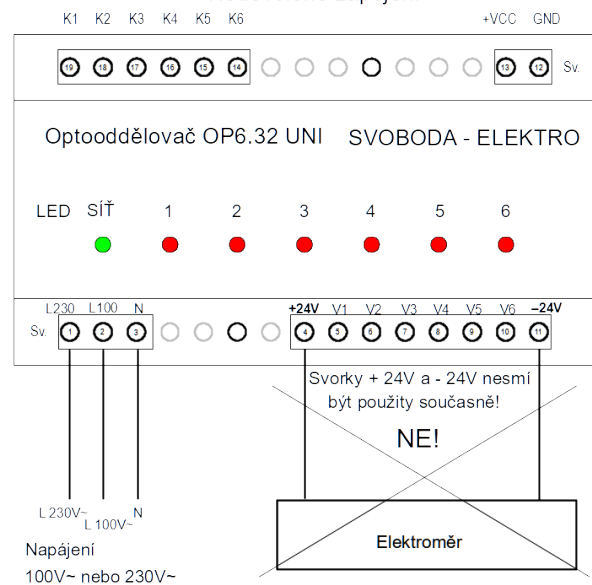 K1 K2 K3 K4 K5 K6 +VCC GND
19 18 17 16 15 14 13 12 Sv.
Optooddělovač OP6.32 UNI SVOBODA - ELEKTRO
LED SÍŤ 1 2 3 4 5 6
L230 L100 N +24V V1 V2 V3 V4 V5 V6 –24V
Sv. 1 2 3 4 5 6 7 8 9 10 11
Svorky + 24V a - 24V nesmí
být použity současně!
NE!
L 230V~ L 100V~ N
Elektroměr
Napájení
100V~ nebo 230V~